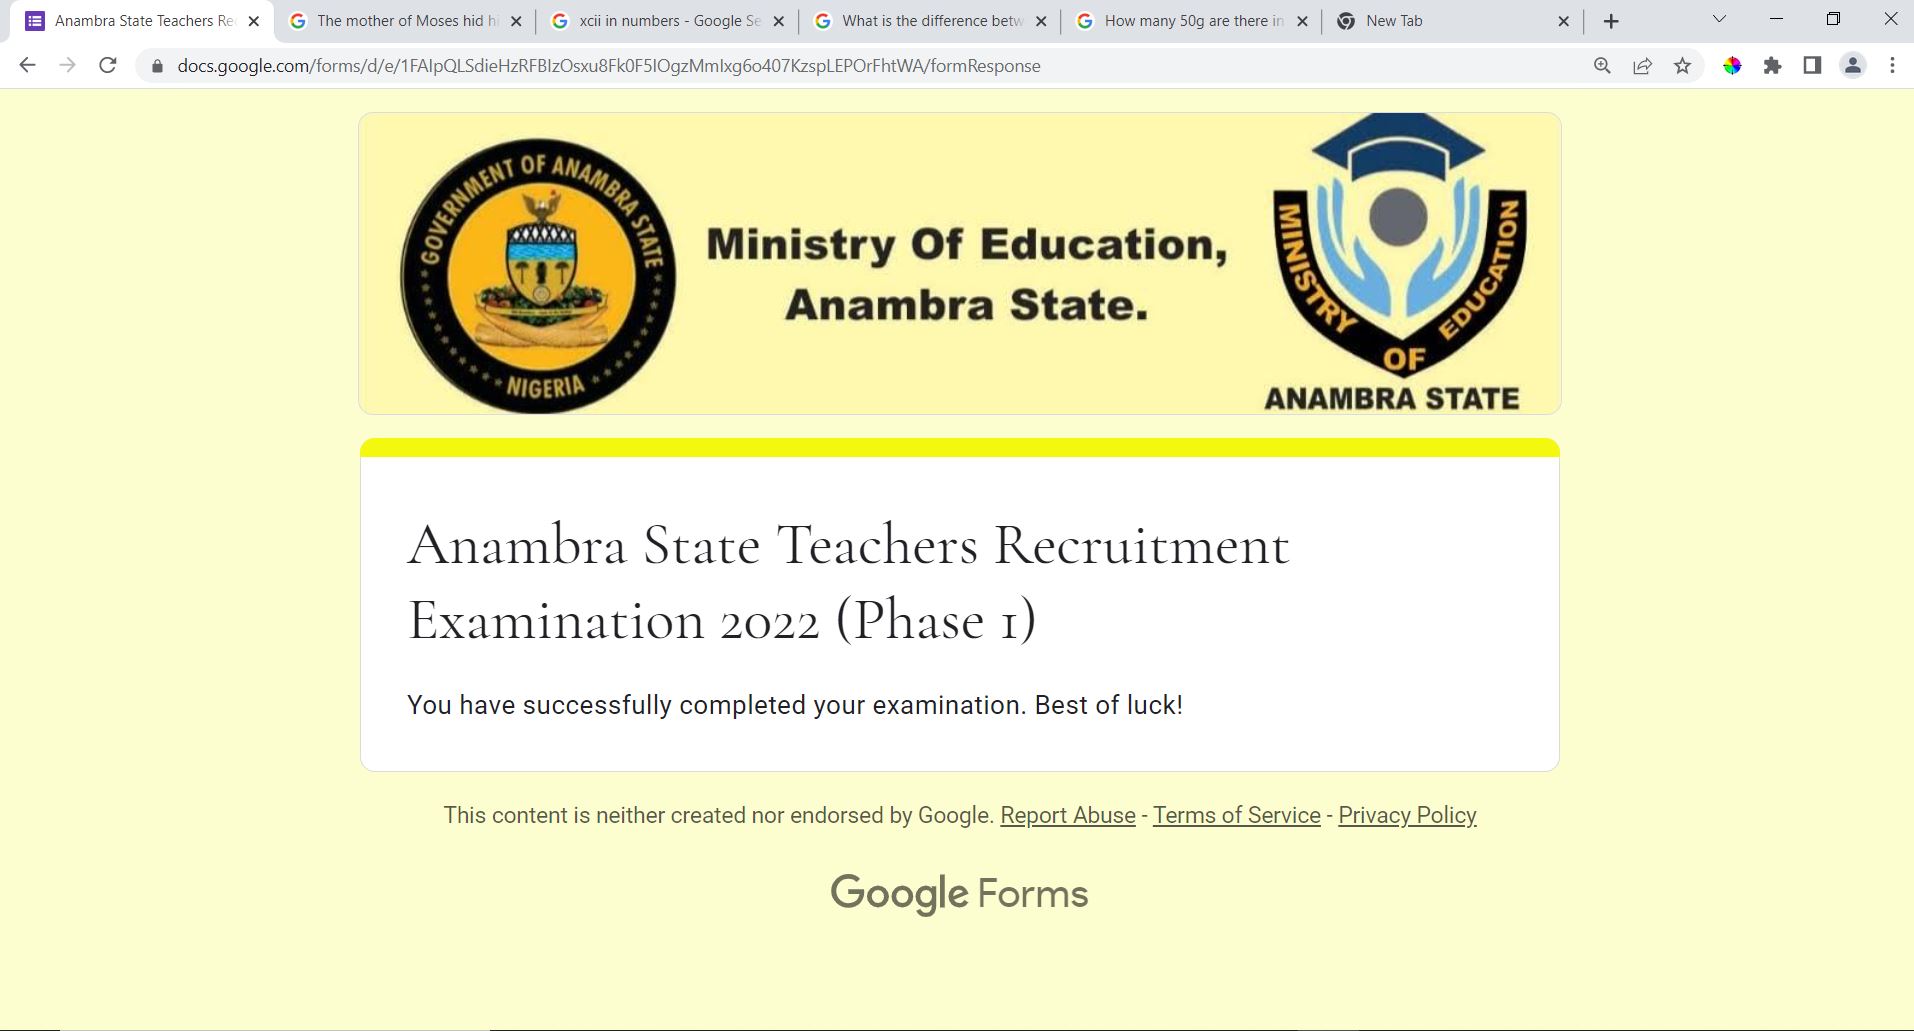 Anambra State Teachers Re
The mother of Moses hid hi
xcii in numbers - Google Se
What is the difference betw
How many 50g are there in
New Tab
docs.google.com/forms/d/e/1FAIpQLSdieHzRFBIzOsxu8Fk0F5IOgzMmIxg6o407KzspLEPOrFhtWA/formResponse
GOVERNMENT OF ANAMBRA STATE
NIGERIA
Ministry Of Education,
Anambra State.
MINISTRY OF EDUCATION
ANAMBRA STATE
Anambra State Teachers Recruitment
Examination 2022 (Phase 1)
You have successfully completed your examination. Best of luck!
This content is neither created nor endorsed by Google. Report Abuse - Terms of Service - Privacy Policy
Google Forms